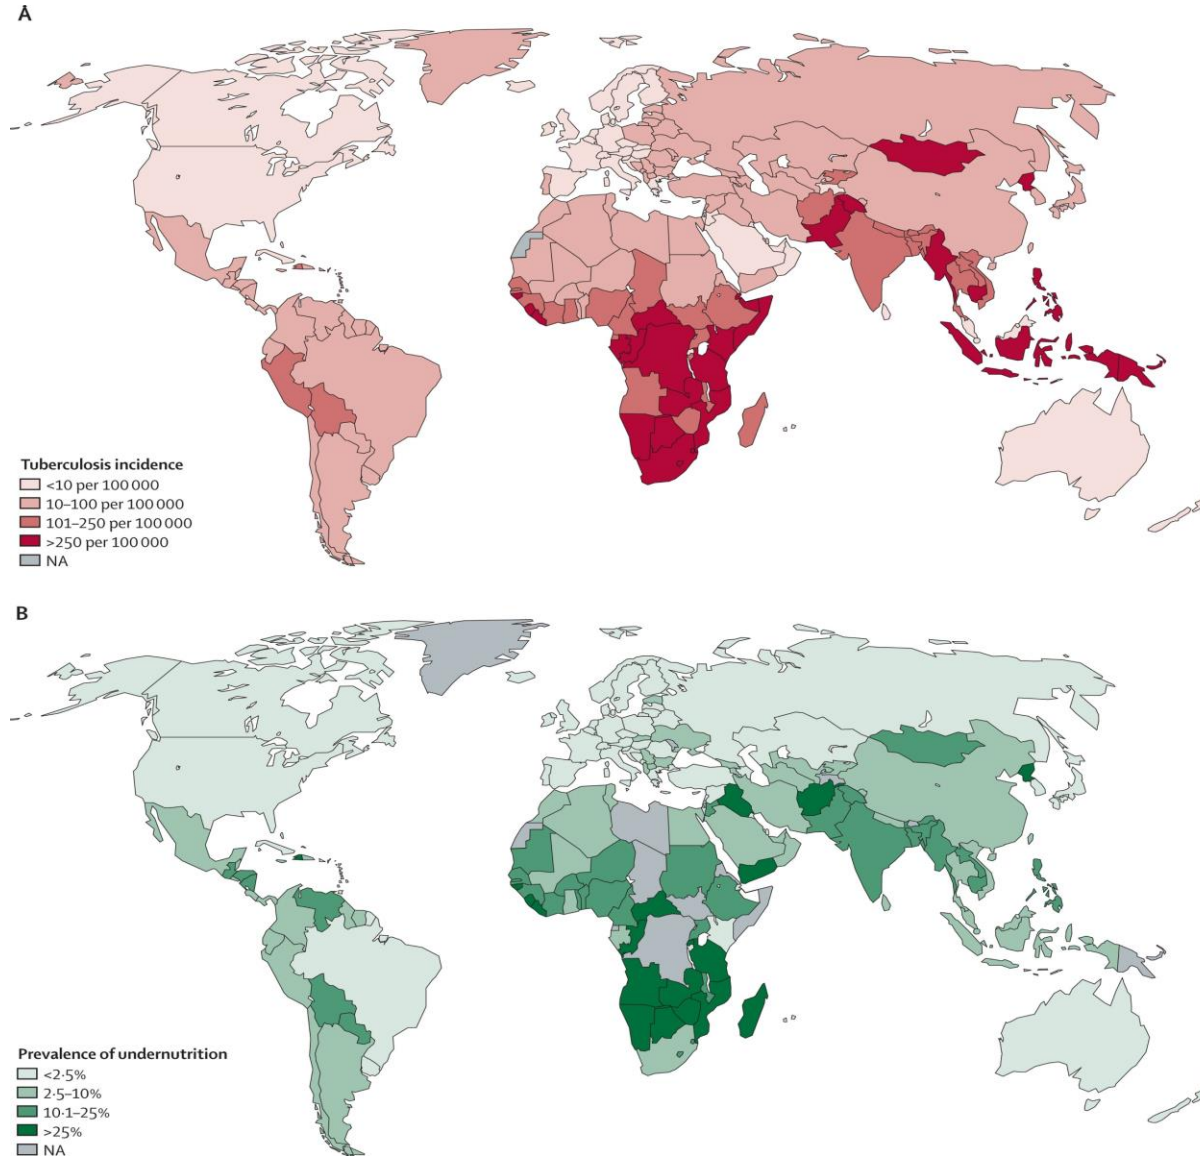 A
Tuberculosis incidence
<10 per 100 000
10–100 per 100 000
101–250 per 100 000
>250 per 100 000
NA
B
Prevalence of undernutrition
<2·5%
2·5–10%
10·1–25%
>25%
NA